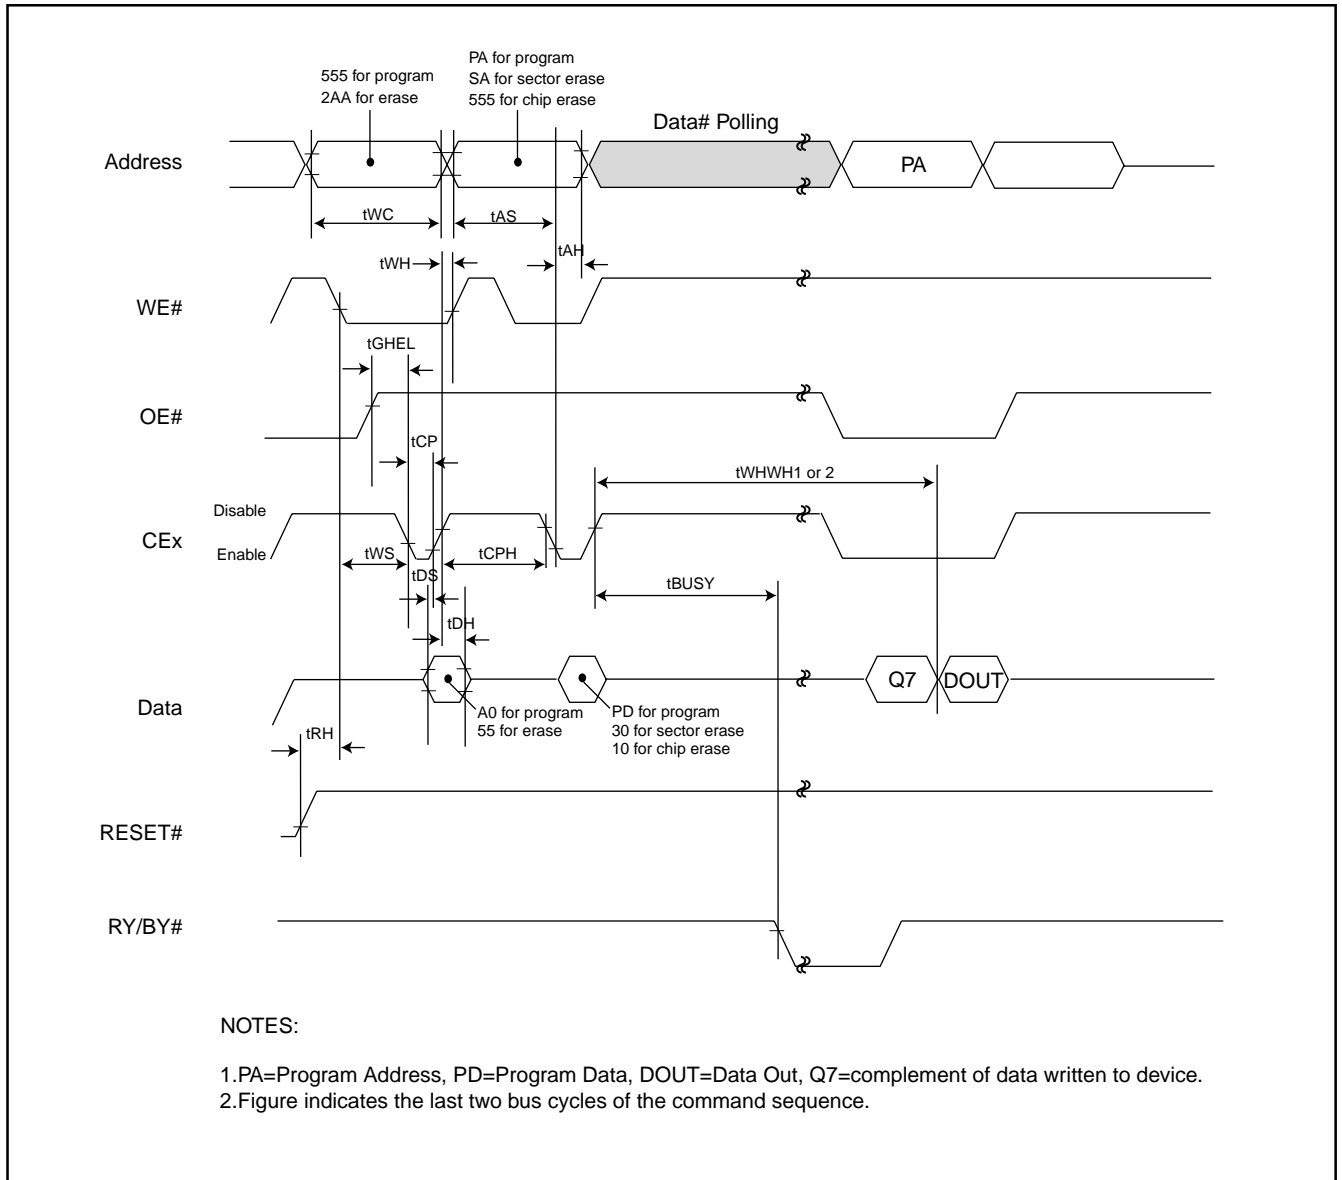 PA for program
555 for program
SA for sector erase
2AA for erase
555 for chip erase
Data# Polling
Address
PA
tWC
tAS
tAH
tWH
WE#
tGHEL
OE#
tCP
tWHWH1 or 2
Disable
CEx
Enable
tWS
tCPH
tDS
tBUSY
tDH
Q7
DOUT
Data
A0 for program
55 for erase
PD for program
30 for sector erase
10 for chip erase
tRH
RESET#
RY/BY#
NOTES:
1.PA=Program Address, PD=Program Data, DOUT=Data Out, Q7=complement of data written to device.
2.Figure indicates the last two bus cycles of the command sequence.